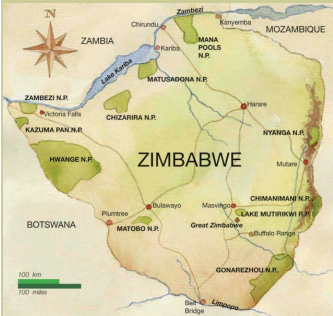 N
Zambezi
Chirundu
Kanyemba
ZAMBIA
MOZAMBIQUE
Kariba
MANA
POOLS
N.P.
Lake Kariba
MATUSADONA N.P.
ZAMBEZI N.P.
Victoria Falls
CHIZARIRA N.P.
Harare
KAZUMA PAN.N.P.
NYANGA N.P.
HWANGE N.P.
ZIMBABWE
Mutare
CHIMANIMANI N.P.
Bulawayo
Masvingo
LAKE MUTIRIKWI R.P.
Plumtree
Great Zimbabwe
BOTSWANA
MATOBO N.P.
Buffalo Range
GONAREZHOU N.P.
100 km
100 miles
Beit
Bridge
Limpopo